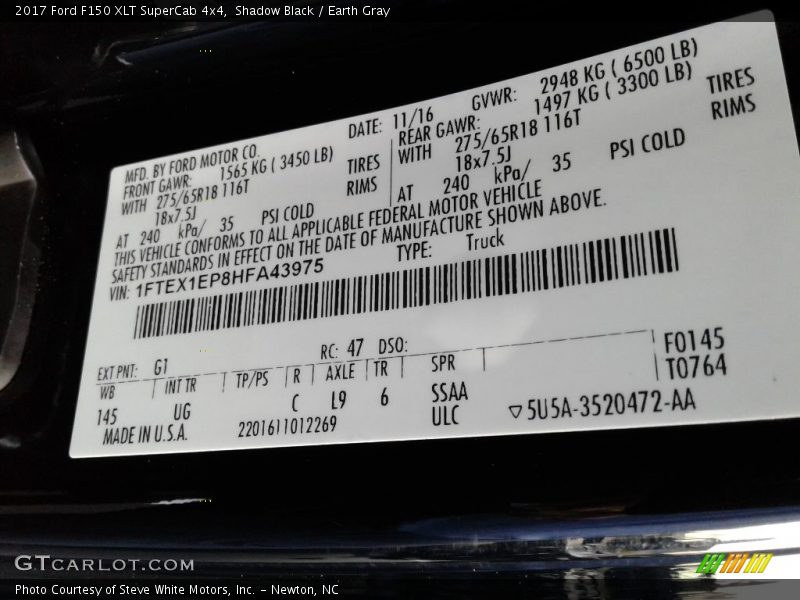 2017 Ford F150 XLT SuperCab 4x4,  Shadow Black / Earth Gray
MFD. BY FORD MOTOR CO.
DATE: 11/16
GVWR: 2948 KG ( 6500 LB)
FRONT GAWR: 1565 KG ( 3450 LB)
REAR GAWR: 1497 KG ( 3300 LB)
WITH 275/65R18 116T TIRES
WITH 275/65R18 116T TIRES
18x7.5J RIMS
18x7.5J RIMS
AT 240 kPa/ 35 PSI COLD
AT 240 kPa/ 35 PSI COLD
THIS VEHICLE CONFORMS TO ALL APPLICABLE FEDERAL MOTOR VEHICLE
SAFETY STANDARDS IN EFFECT ON THE DATE OF MANUFACTURE SHOWN ABOVE.
VIN: 1FTEX1EP8HFA43975
TYPE: Truck
EXT PNT: G1 RC: 47 DSO:
WB INT TR TP/PS R AXLE TR SPR
F0145
T0764
145 UG C L9 6 SSAA
ULC
MADE IN U.S.A. 2201611012269
▽5U5A-3520472-AA
GTCARLOT.COM
Photo Courtesy of Steve White Motors, Inc. – Newton, NC